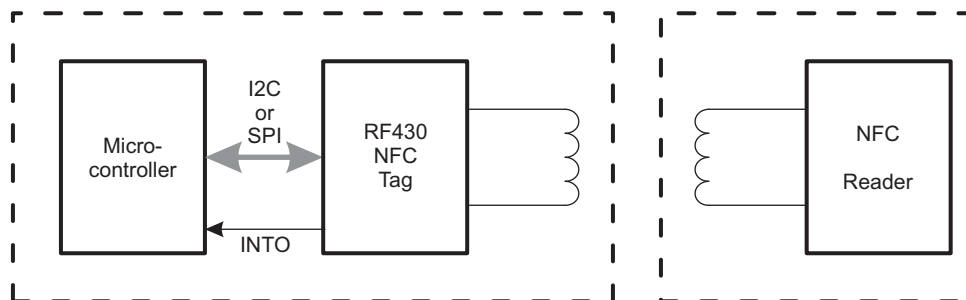 Micro-
controller
I2C
or
SPI
INTO
RF430
NFC
Tag
NFC
Reader